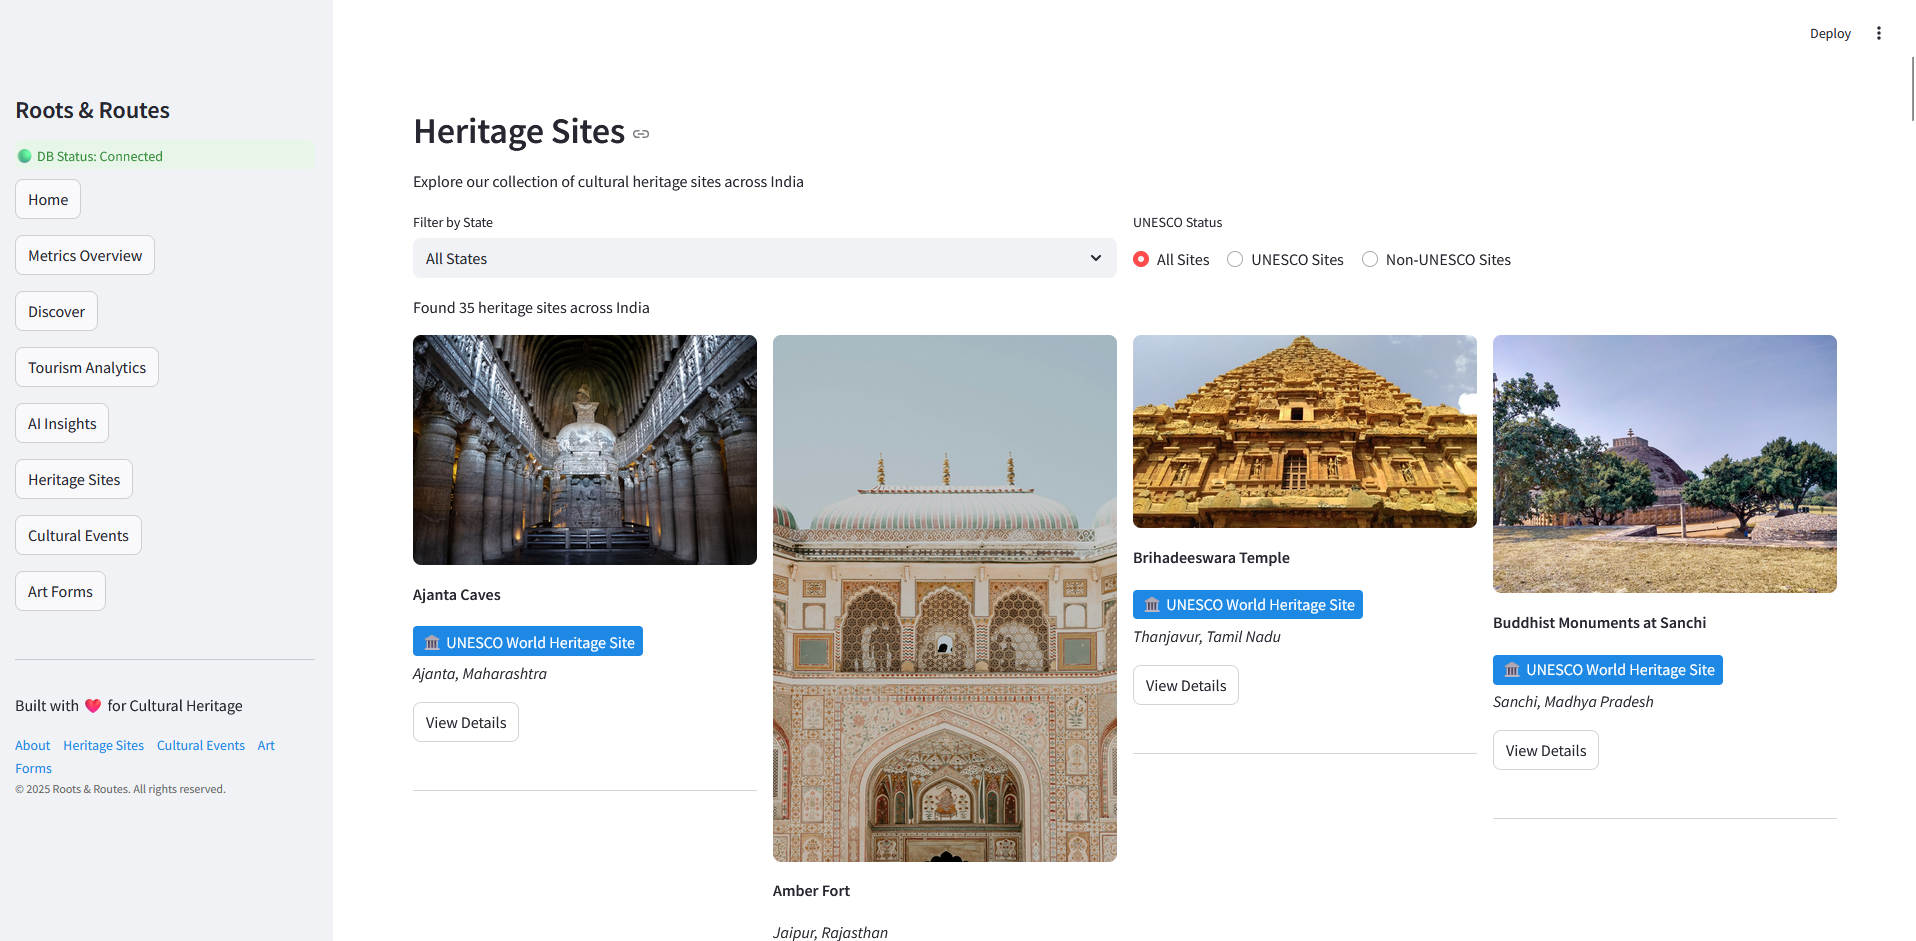 Deploy
Roots & Routes
DB Status: Connected
Home
Metrics Overview
Discover
Tourism Analytics
AI Insights
Heritage Sites
Cultural Events
Art Forms
Built with ❤️ for Cultural Heritage
About Heritage Sites Cultural Events Art
Forms
© 2025 Roots & Routes. All rights reserved.
Heritage Sites
Explore our collection of cultural heritage sites across India
Filter by State
All States
UNESCO Status
All Sites UNESCO Sites Non-UNESCO Sites
Found 35 heritage sites across India
Ajanta Caves
🏛️ UNESCO World Heritage Site
Ajanta, Maharashtra
View Details
Amber Fort
Jaipur, Rajasthan
Brihadeeswara Temple
🏛️ UNESCO World Heritage Site
Thanjavur, Tamil Nadu
View Details
Buddhist Monuments at Sanchi
🏛️ UNESCO World Heritage Site
Sanchi, Madhya Pradesh
View Details